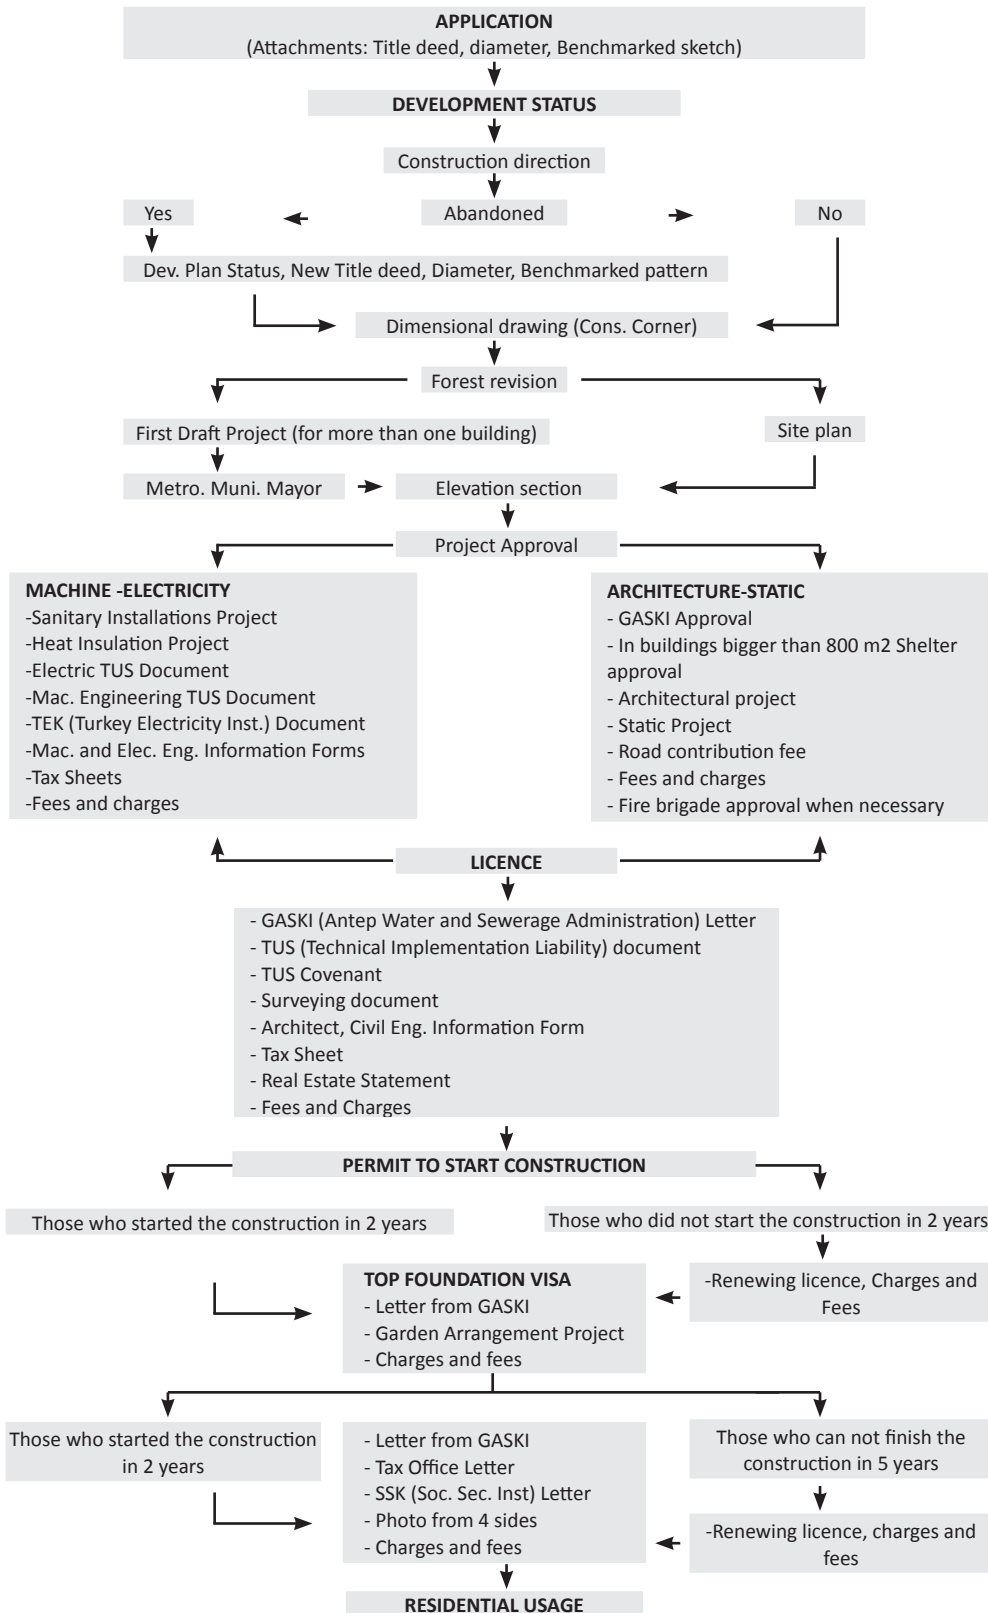 APPLICATION
(Attachments: Title deed, diameter, Benchmarked sketch)
DEVELOPMENT STATUS
Construction direction
Yes
Abandoned
No
Dev. Plan Status, New Title deed, Diameter, Benchmarked pattern
Dimensional drawing (Cons. Corner)
Forest revision
First Draft Project (for more than one building)
Site plan
Metro. Muni. Mayor
Elevation section
Project Approval
MACHINE -ELECTRICITY
-Sanitary Installations Project
-Heat Insulation Project
-Electric TUS Document
-Mac. Engineering TUS Document
-TEK (Turkey Electricity Inst.) Document
-Mac. and Elec. Eng. Information Forms
-Tax Sheets
-Fees and charges
ARCHITECTURE-STATIC
- GASKI Approval
- In buildings bigger than 800 m2 Shelter
approval
- Architectural project
- Static Project
- Road contribution fee
- Fees and charges
- Fire brigade approval when necessary
LICENCE
- GASKI (Antep Water and Sewerage Administration) Letter
- TUS (Technical Implementation Liability) document
- TUS Covenant
- Surveying document
- Architect, Civil Eng. Information Form
- Tax Sheet
- Real Estate Statement
- Fees and Charges
PERMIT TO START CONSTRUCTION
Those who started the construction in 2 years
Those who did not start the construction in 2 years
TOP FOUNDATION VISA
- Letter from GASKI
- Garden Arrangement Project
- Charges and fees
-Renewing licence, Charges and
Fees
Those who started the construction
in 2 years
- Letter from GASKI
- Tax Office Letter
- SSK (Soc. Sec. Inst) Letter
- Photo from 4 sides
- Charges and fees
Those who can not finish the
construction in 5 years
-Renewing licence, charges and
fees
RESIDENTIAL USAGE